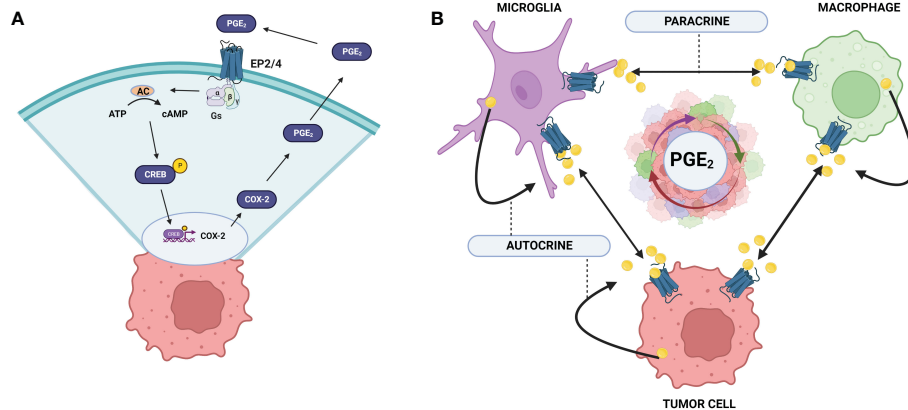 A
PGE₂
PGE₂
EP2/4
AC
α
β
γ
ATP
cAMP
Gs
PGE₂
P
CREB
COX-2
CREB
P
COX-2
B
MICROGLIA
PARACRINE
MACROPHAGE
PGE₂
AUTOCRINE
TUMOR CELL